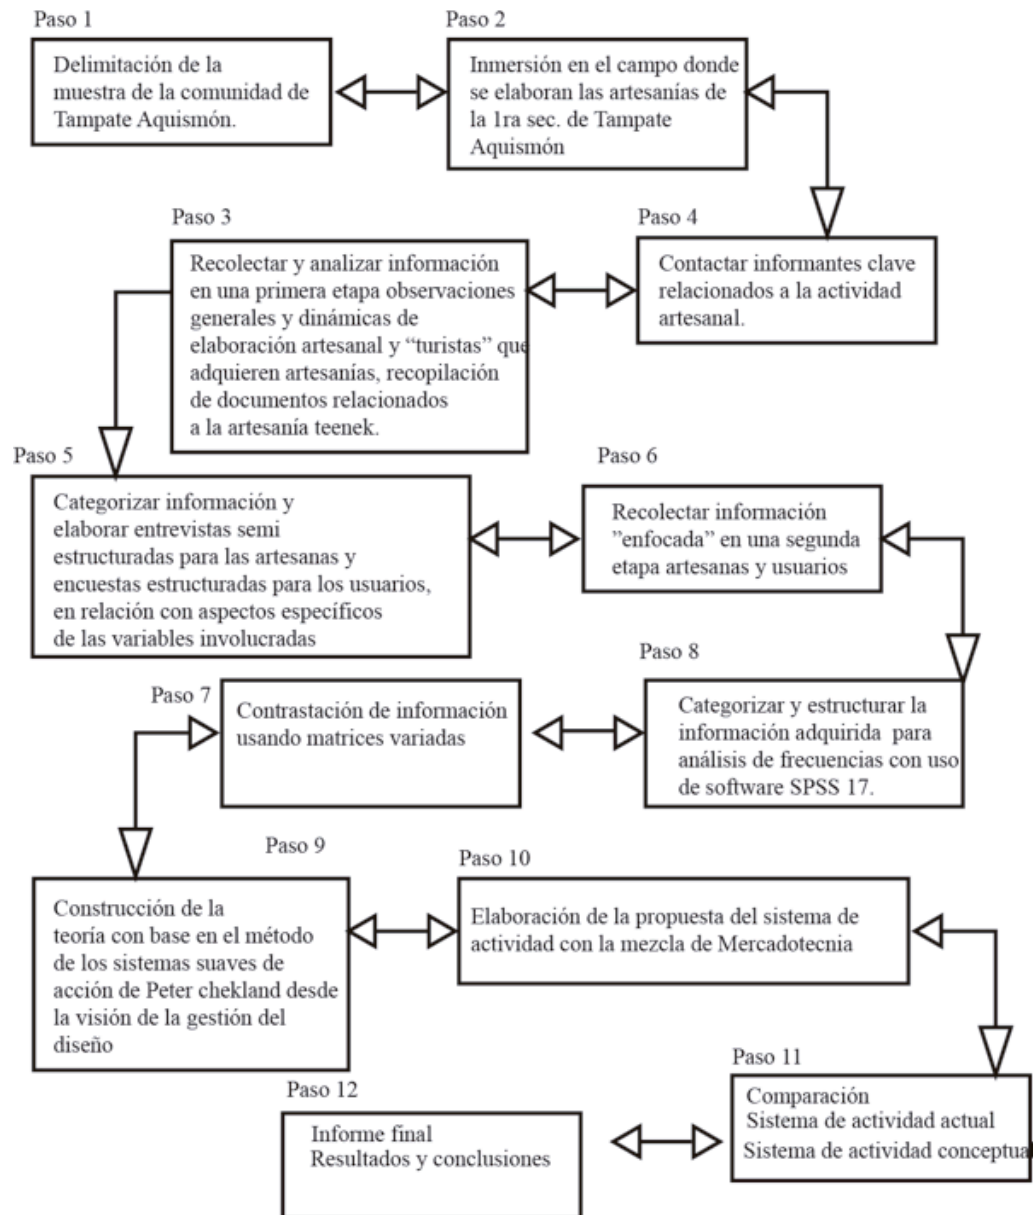 Paso 1
Delimitación de la
muestra de la comunidad de
Tampate Aquismón.
Paso 2
Inmersión en el campo donde
se elaboran las artesanías de
la 1ra sec. de Tampate
Aquismón
Paso 3
Recolectar y analizar información
en una primera etapa observaciones
generales y dinámicas de
elaboración artesanal y “turistas” que
adquieren artesanías, recopilación
de documentos relacionados
a la artesanía teenek.
Paso 4
Contactar informantes clave
relacionados a la actividad
artesanal.
Paso 5
Categorizar información y
elaborar entrevistas semi
estructuradas para las artesanas y
encuestas estructuradas para los usuarios,
en relación con aspectos específicos
de las variables involucradas
Paso 6
Recolectar información
”enfocada” en una segunda
etapa artesanas y usuarios
Paso 7
Contrastación de información
usando matrices variadas
Paso 8
Categorizar y estructurar la
información adquirida para
análisis de frecuencias con uso
de software SPSS 17.
Paso 9
Construcción de la
teoría con base en el método
de los sistemas suaves de
acción de Peter chekland desde
la visión de la gestión del
diseño
Paso 10
Elaboración de la propuesta del sistema de
actividad con la mezcla de Mercadotecnia
Paso 11
Comparación
Sistema de actividad actual
Sistema de actividad conceptual
Paso 12
Informe final
Resultados y conclusiones